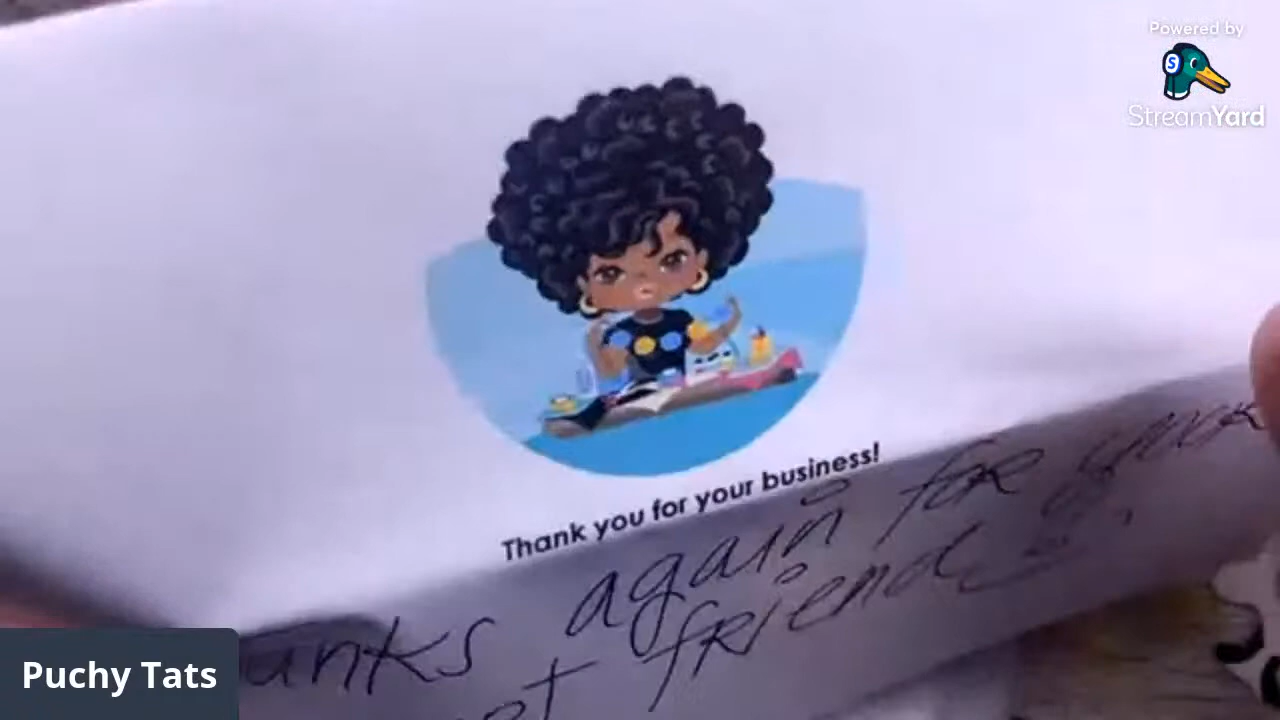 Powered by
StreamYard
Thank you for your business!
again for
friend
Puchy Tats